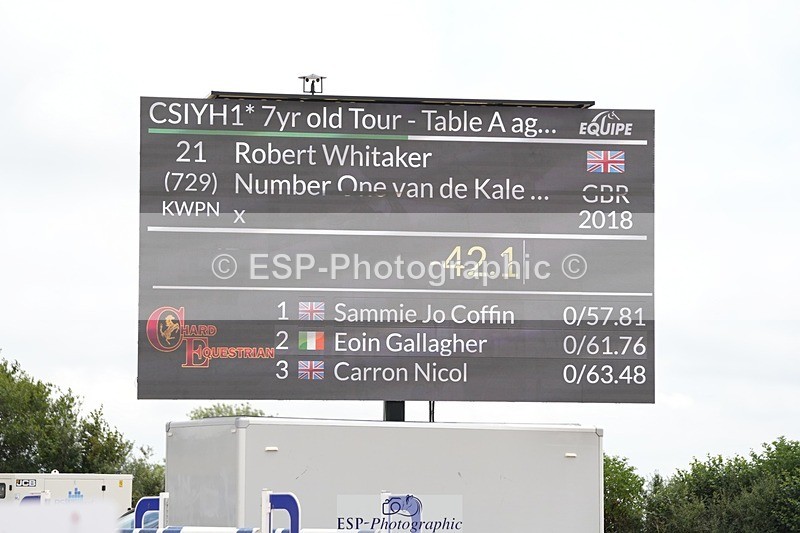 CSIYH1* 7yr old Tour - Table A ag...
EQUIPE
21 Robert Whitaker
(729) Number One van de Kale ... GBR
KWPN x 2018
-42.1
© ESP-Photographic ©
1 Sammie Jo Coffin 0/57.81
2 Eoin Gallagher 0/61.76
3 Carron Nicol 0/63.48
CHARD
EQUESTRIAN
JCB
ESP-Photographic